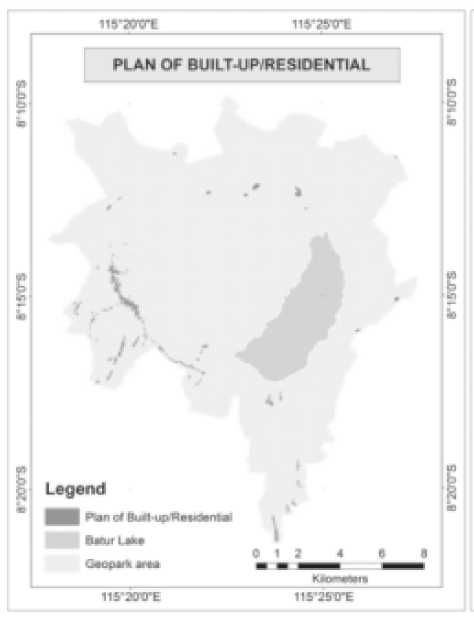 115°20'0"E 115°25'0"E
PLAN OF BUILT-UP/RESIDENTIAL
8°10'0"S 8°10'0"S
8°15'0"S 8°15'0"S
8°20'0"S 8°20'0"S
Legend
Plan of Built-up/Residential
Batur Lake
Geopark area
0 1 2 4 6 8
Kilometers
115°20'0"E 115°25'0"E